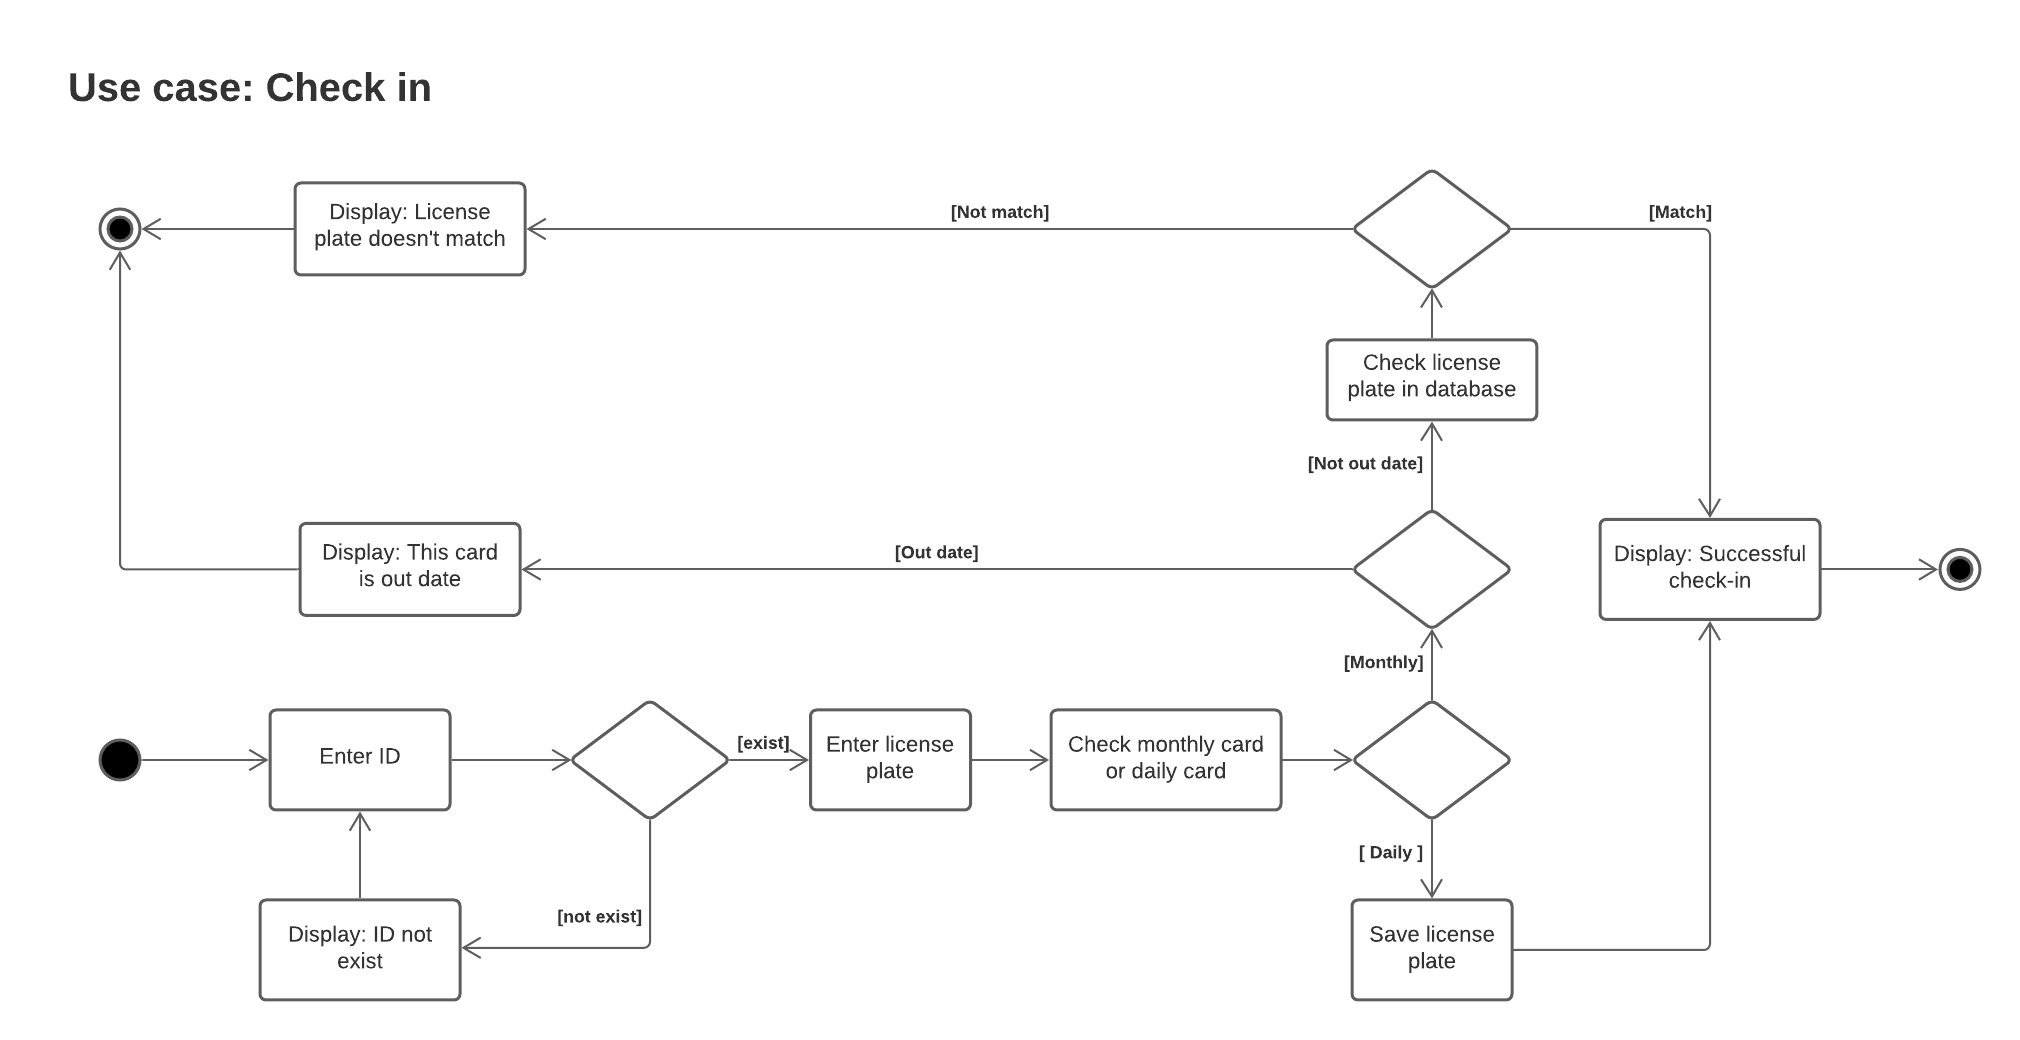 Use case: Check in
Display: License
plate doesn't match
[Not match]
[Match]
Check license
plate in database
[Not out date]
Display: This card
is out date
[Out date]
Display: Successful
check-in
[Monthly]
Enter ID
[exist]
Enter license
plate
Check monthly card
or daily card
[ Daily ]
Display: ID not
exist
[not exist]
Save license
plate